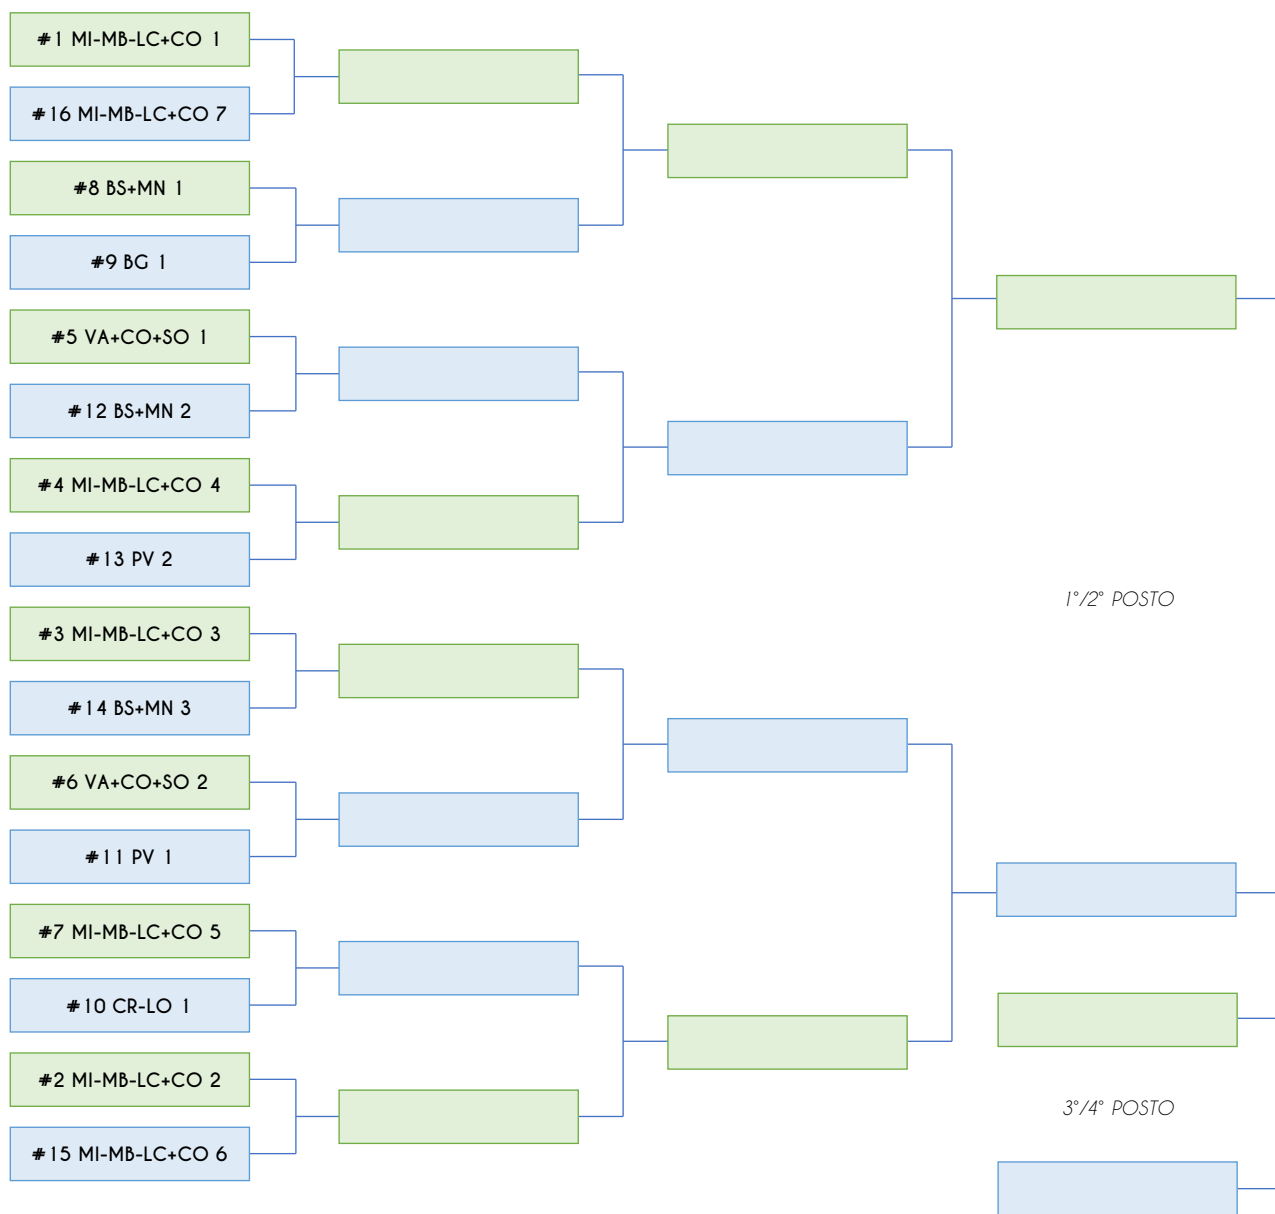 #1 MI-MB-LC+CO 1
#16 MI-MB-LC+CO 7
#8 BS+MN 1
#9 BG 1
#5 VA+CO+SO 1
#12 BS+MN 2
#4 MI-MB-LC+CO 4
#13 PV 2
1°/2° POSTO
#3 MI-MB-LC+CO 3
#14 BS+MN 3
#6 VA+CO+SO 2
#11 PV 1
#7 MI-MB-LC+CO 5
#10 CR-LO 1
#2 MI-MB-LC+CO 2
3°/4° POSTO
#15 MI-MB-LC+CO 6